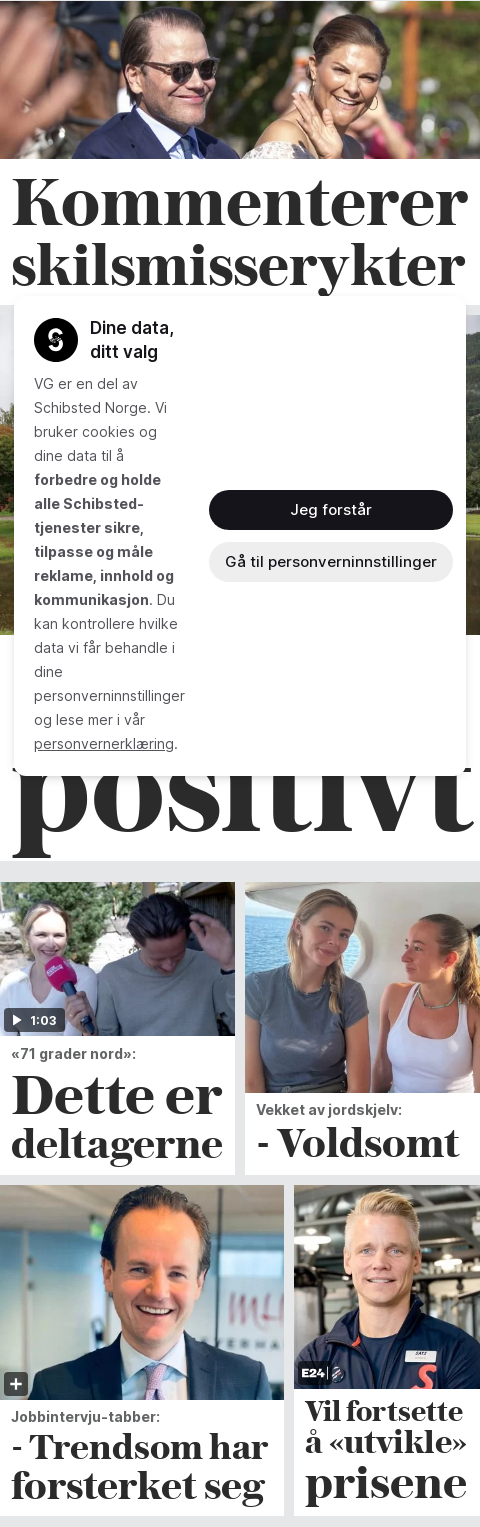 Kommenterer
skilsmisserykter
Dine data,
ditt valg
VG er en del av
Schibsted Norge. Vi
bruker cookies og
dine data til å
forbedre og holde
alle Schibsted-
tjenester sikre,
tilpasse og måle
reklame, innhold og
kommunikasjon. Du
kan kontrollere hvilke
data vi får behandle i
dine
personverninnstillinger
og lese mer i vår
personvernerklæring.
Jeg forstår
Gå til personverninnstillinger
positivt
1:03
«71 grader nord»:
Dette er
deltagerne
Vekket av jordskjelv:
- Voldsomt
Jobbintervju-tabber:
- Trendsom har
forsterket seg
SATS
E24
Vil fortsette
å «utvikle»
prisene